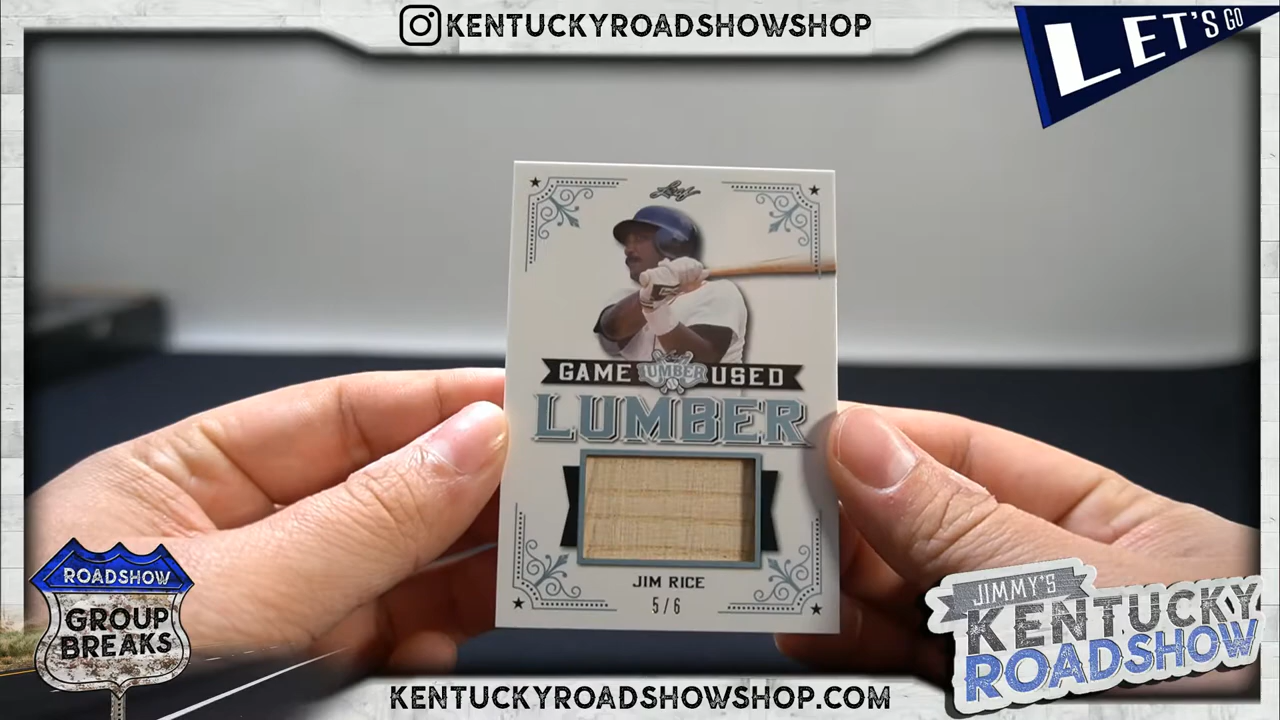 KENTUCKYROADSHOWSHOP
LET'S GO
Leaf
GAME LUMBER USED
LUMBER
JIM RICE
5/6
ROADSHOW
GROUP
BREAKS
JIMMY'S
KENTUCKY
ROADSHOW
KENTUCKYROADSHOWSHOP.COM